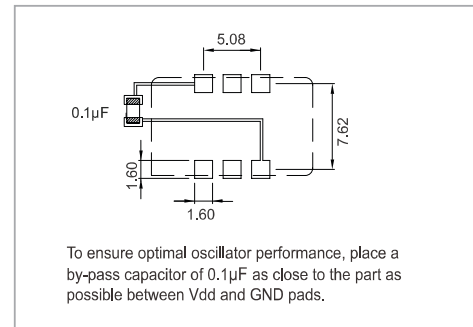 5.08
0.1µF
7.62
1.60
1.60
To ensure optimal oscillator performance, place a
by-pass capacitor of 0.1µF as close to the part as
possible between Vdd and GND pads.